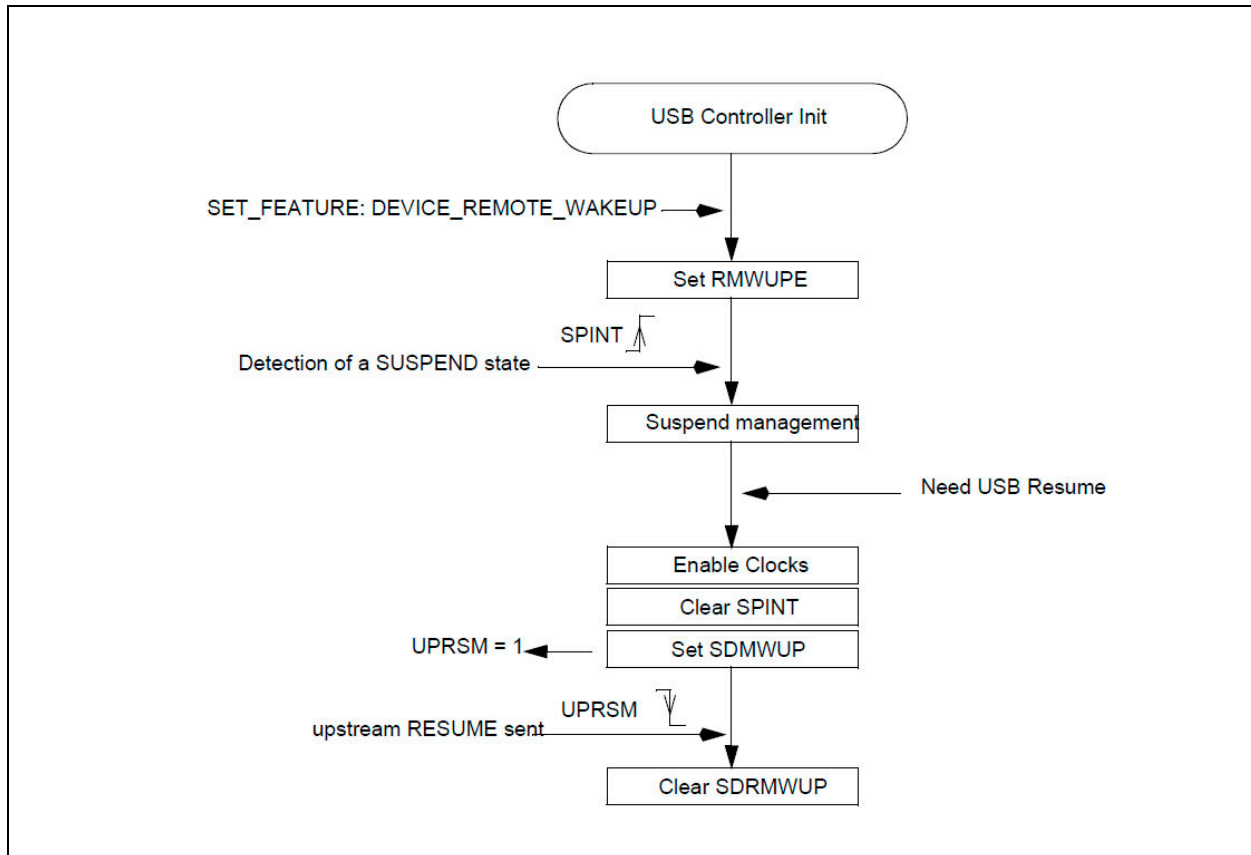 USB Controller Init
SET_FEATURE: DEVICE_REMOTE_WAKEUP
Set RMWUPE
SPINT
Detection of a SUSPEND state
Suspend management
Need USB Resume
Enable Clocks
Clear SPINT
UPRSM = 1
Set SDMWUP
UPRSM
upstream RESUME sent
Clear SDRMWUP